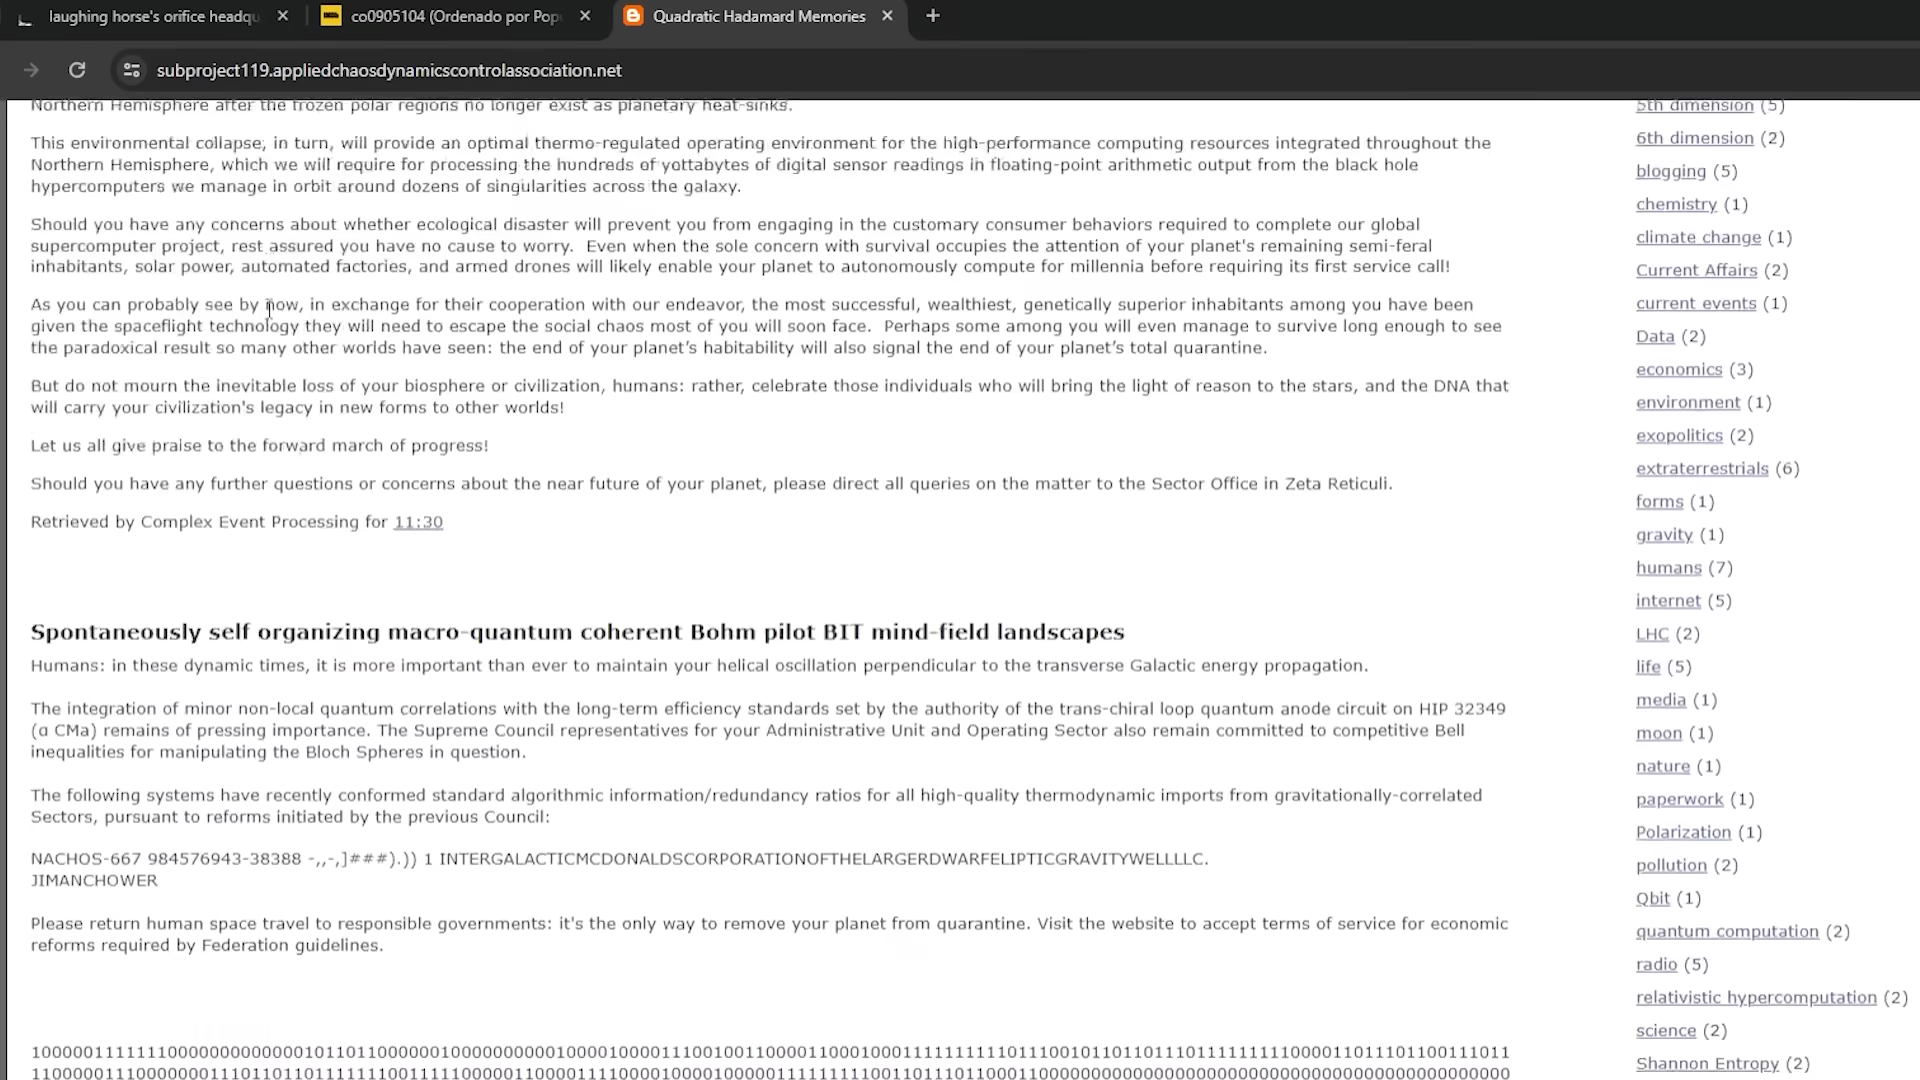 laughing horse's orifice headqu
co0905104 (Ordenado por Pop
Quadratic Hadamard Memories
subproject119.appliedchaosdynamicscontrolassociation.net
Northern Hemisphere after the frozen polar regions no longer exist as planetary heat-sinks.
This environmental collapse, in turn, will provide an optimal thermo-regulated operating environment for the high-performance computing resources integrated throughout the
Northern Hemisphere, which we will require for processing the hundreds of yottabytes of digital sensor readings in floating-point arithmetic output from the black hole
hypercomputers we manage in orbit around dozens of singularities across the galaxy.
Should you have any concerns about whether ecological disaster will prevent you from engaging in the customary consumer behaviors required to complete our global
supercomputer project, rest assured you have no cause to worry.  Even when the sole concern with survival occupies the attention of your planet's remaining semi-feral
inhabitants, solar power, automated factories, and armed drones will likely enable your planet to autonomously compute for millennia before requiring its first service call!
As you can probably see by now, in exchange for their cooperation with our endeavor, the most successful, wealthiest, genetically superior inhabitants among you have been
given the spaceflight technology they will need to escape the social chaos most of you will soon face.  Perhaps some among you will even manage to survive long enough to see
the paradoxical result so many other worlds have seen: the end of your planet's habitability will also signal the end of your planet's total quarantine.
But do not mourn the inevitable loss of your biosphere or civilization, humans: rather, celebrate those individuals who will bring the light of reason to the stars, and the DNA that
will carry your civilization's legacy in new forms to other worlds!
Let us all give praise to the forward march of progress!
Should you have any further questions or concerns about the near future of your planet, please direct all queries on the matter to the Sector Office in Zeta Reticuli.
Retrieved by Complex Event Processing for 11:30
Spontaneously self organizing macro-quantum coherent Bohm pilot BIT mind-field landscapes
Humans: in these dynamic times, it is more important than ever to maintain your helical oscillation perpendicular to the transverse Galactic energy propagation.
The integration of minor non-local quantum correlations with the long-term efficiency standards set by the authority of the trans-chiral loop quantum anode circuit on HIP 32349
(α CMa) remains of pressing importance. The Supreme Council representatives for your Administrative Unit and Operating Sector also remain committed to competitive Bell
inequalities for manipulating the Bloch Spheres in question.
The following systems have recently conformed standard algorithmic information/redundancy ratios for all high-quality thermodynamic imports from gravitationally-correlated
Sectors, pursuant to reforms initiated by the previous Council:
NACHOS-667 984576943-38388 -,,-,]###).)) 1 INTERGALACTICMCDONALDSCORPORATIONOFTHELARGERDWARFELIPTICGRAVITYWELLLLC.
JIMANCHOWER
Please return human space travel to responsible governments: it's the only way to remove your planet from quarantine. Visit the website to accept terms of service for economic
reforms required by Federation guidelines.
5th dimension (5)
6th dimension (2)
blogging (5)
chemistry (1)
climate change (1)
Current Affairs (2)
current events (1)
Data (2)
economics (3)
environment (1)
exopolitics (2)
extraterrestrials (6)
forms (1)
gravity (1)
humans (7)
internet (5)
LHC (2)
life (5)
media (1)
moon (1)
nature (1)
paperwork (1)
Polarization (1)
pollution (2)
Qbit (1)
quantum computation (2)
radio (5)
relativistic hypercomputation (2)
science (2)
Shannon Entropy (2)